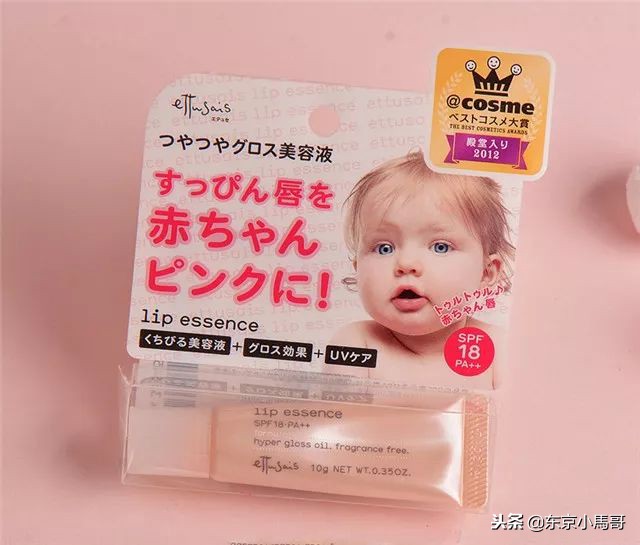 ettusais
エテュセ
つやつやグロス美容液
すっぴん唇を
赤ちゃん
ピンクに!
lip essence
くちびる美容液+グロス効果+UVケア
@cosme
ベストコスメ大賞
THE BEST COSMETICS AWARDS
殿堂入り
2012
トゥルトゥル♪
赤ちゃん唇
SPF
18
PA++
lip essence
SPF18·PA++
hyper gloss oil. fragrance free.
ettusais
10g NET WT.0.35OZ.
头条 @东京小馬哥